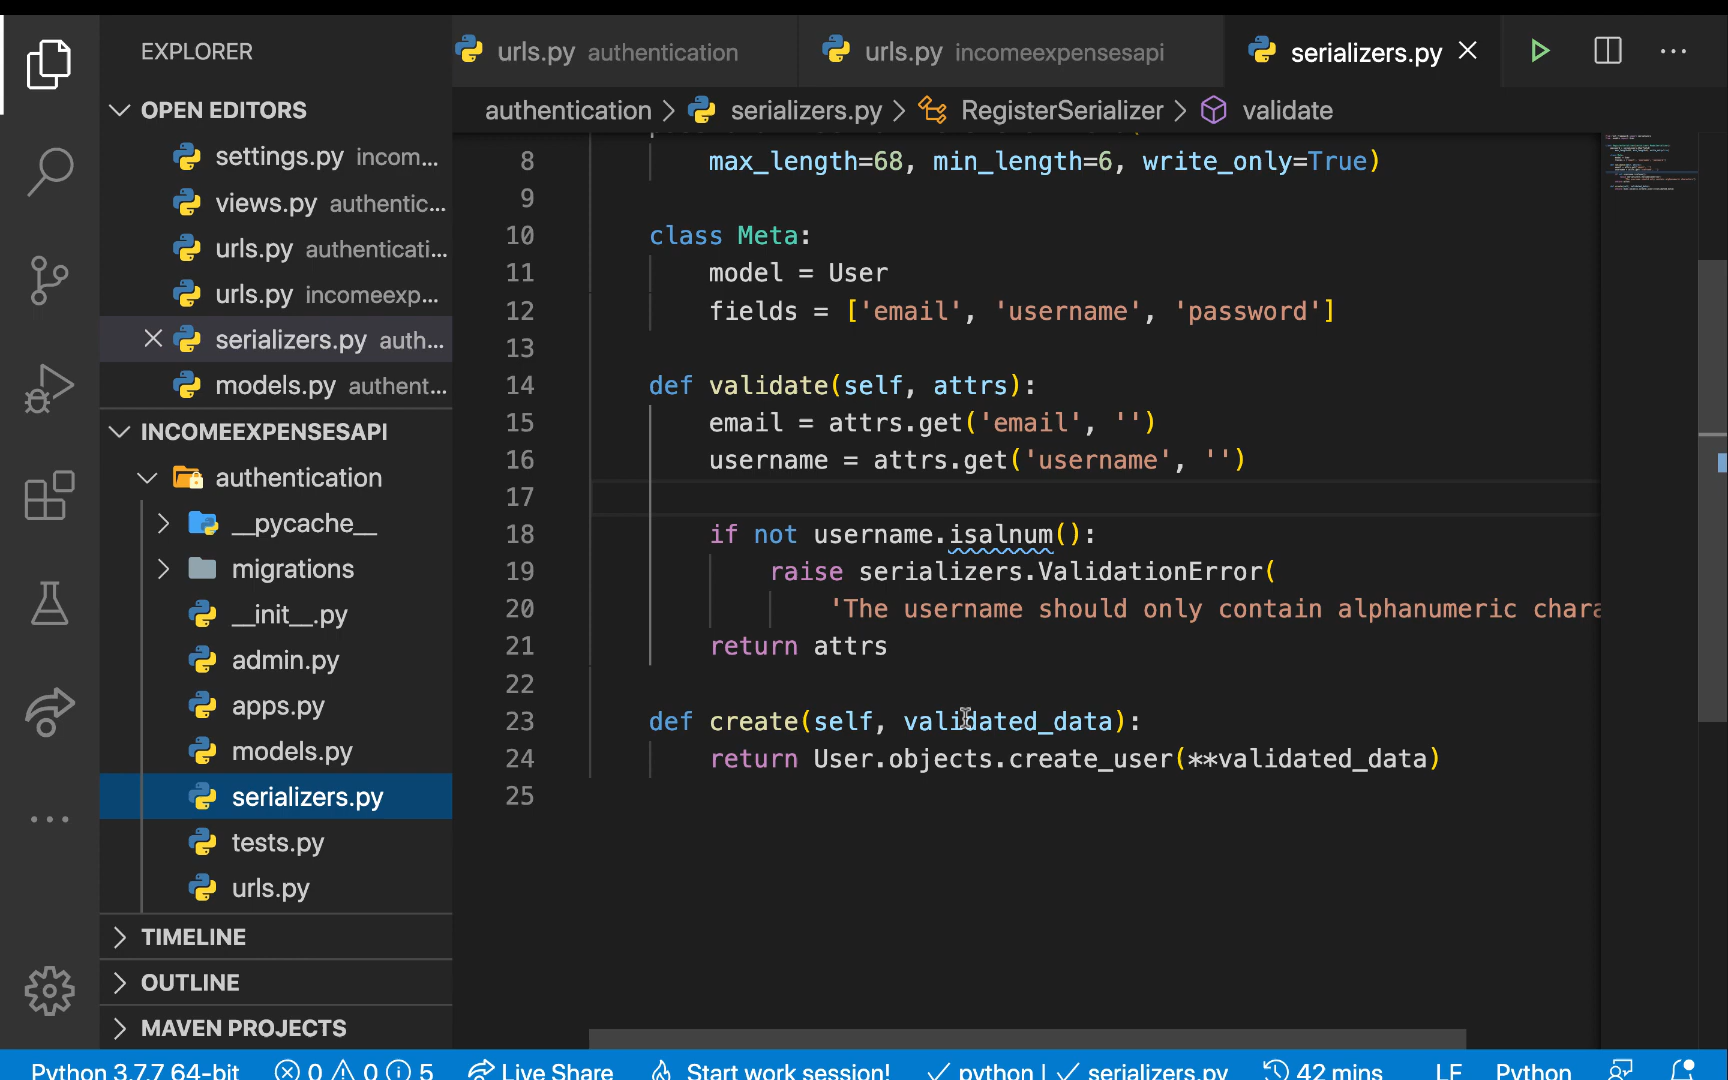 EXPLORER
OPEN EDITORS
settings.py incom...
views.py authentic...
urls.py authenticati...
urls.py incomeexp...
serializers.py auth...
models.py authent...
INCOMEEXPENSESAPI
authentication
__pycache__
migrations
__init__.py
admin.py
apps.py
models.py
serializers.py
tests.py
urls.py
TIMELINE
OUTLINE
MAVEN PROJECTS
urls.py authentication
urls.py incomeexpensesapi
serializers.py
authentication > serializers.py > RegisterSerializer > validate
8 max_length=68, min_length=6, write_only=True)
9
10 class Meta:
11 model = User
12 fields = ['email', 'username', 'password']
13
14 def validate(self, attrs):
15 email = attrs.get('email', '')
16 username = attrs.get('username', '')
17
18 if not username.isalnum():
19 raise serializers.ValidationError(
20 'The username should only contain alphanumeric chara
21 return attrs
22
23 def create(self, validated_data):
24 return User.objects.create_user(**validated_data)
25
Python 3.7.7 64-bit 0 0 5 Live Share Start work session! python | serializers.py 42 mins LF Python